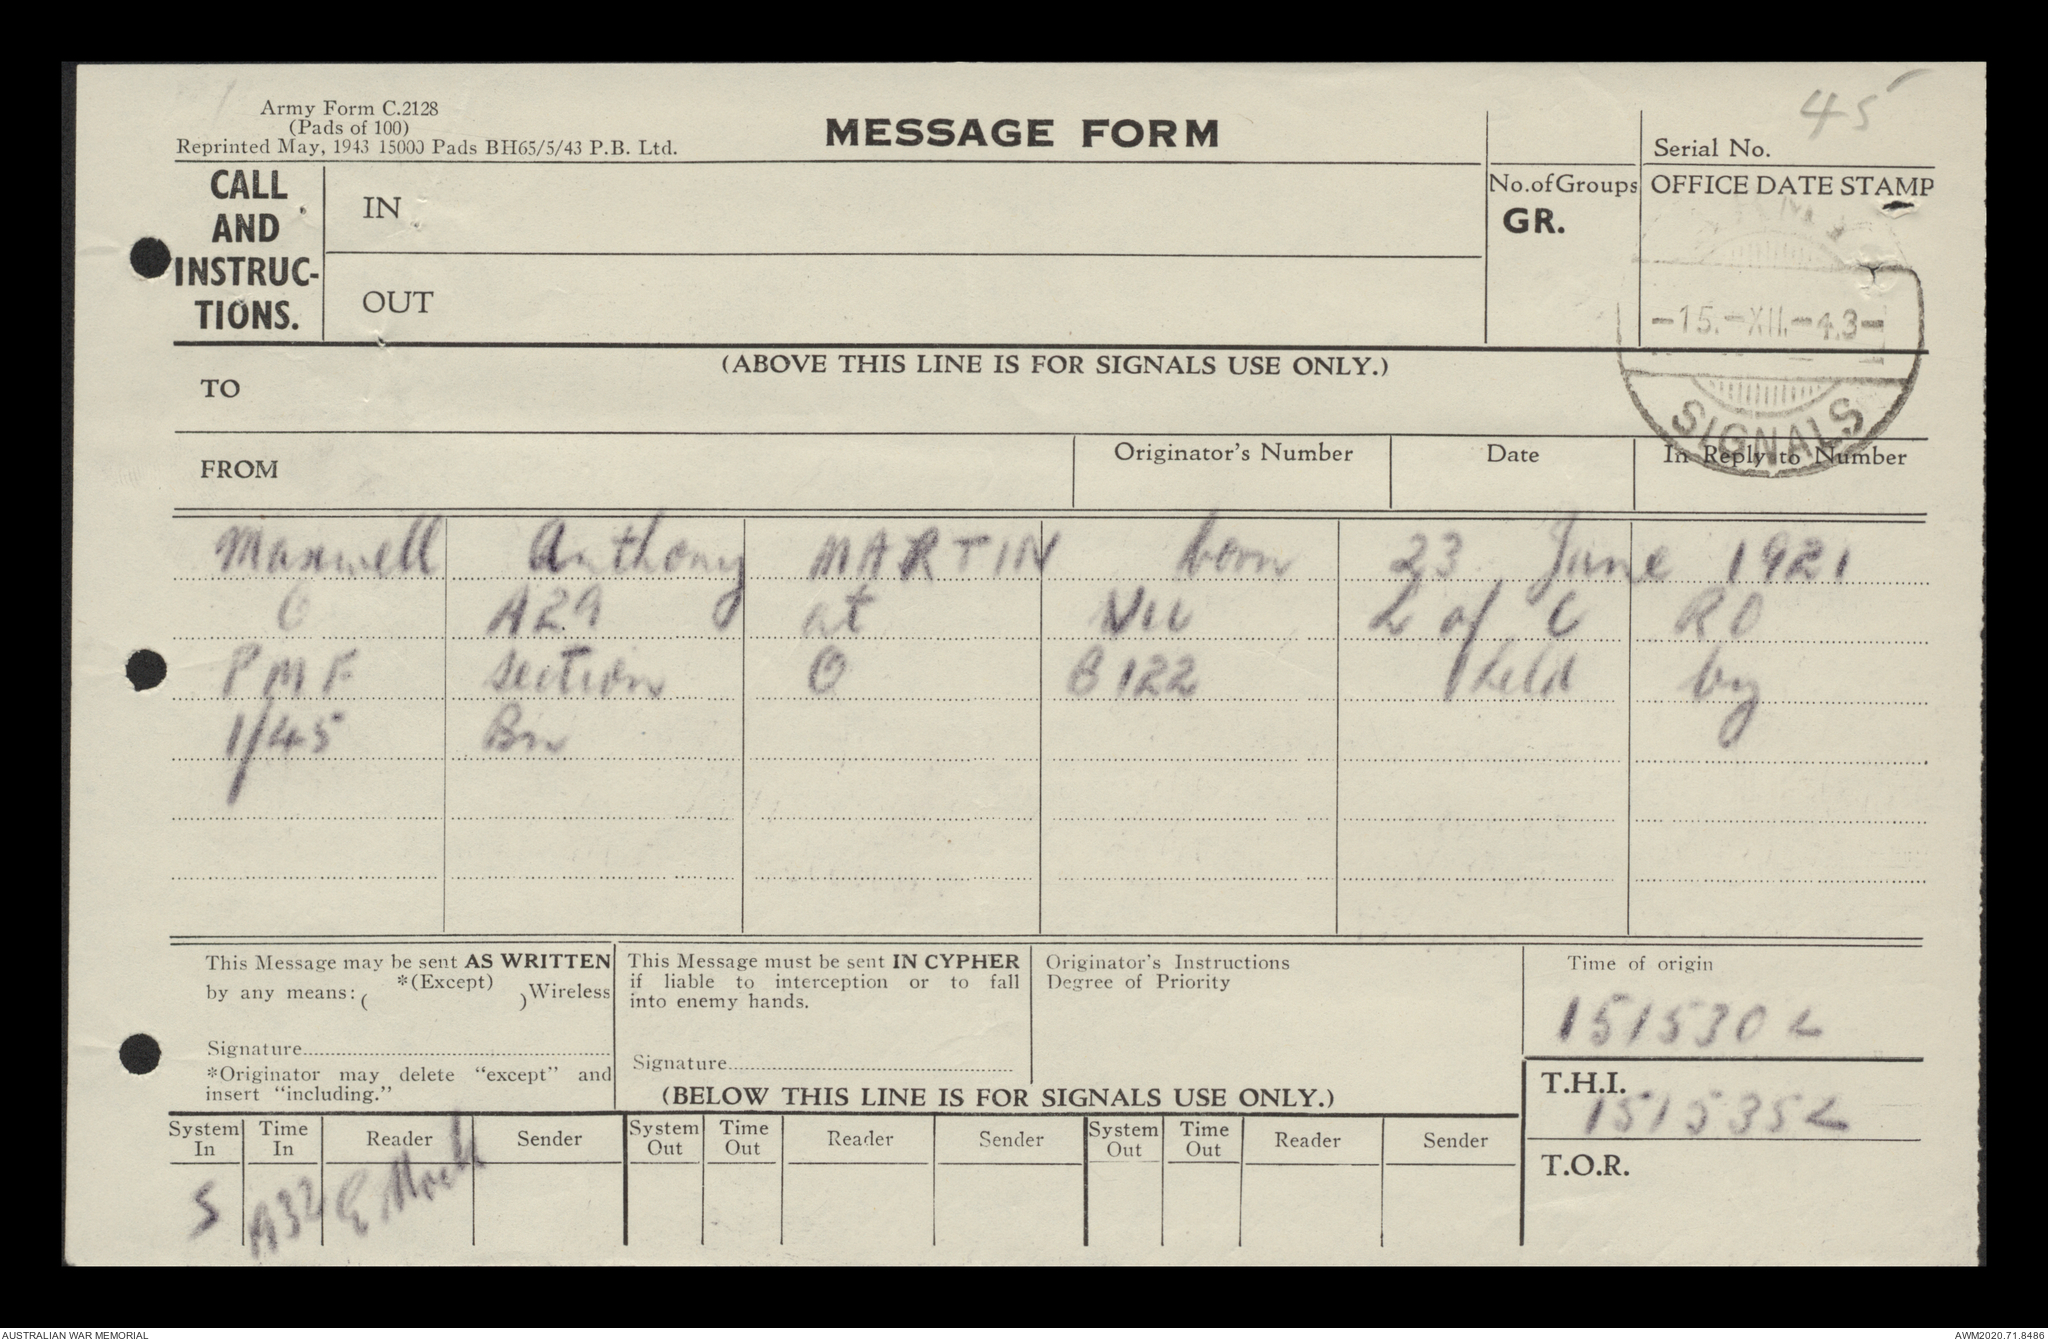 45
Army Form C.2128
(Pads of 100)
Reprinted May, 1943 15000 Pads BH65/5/43 P.B. Ltd.
MESSAGE FORM
Serial No.
CALL AND INSTRUC-TIONS.
IN
OUT
No. of Groups
GR.
OFFICE DATE STAMP
-15.-XII.-43-
SIGNALS
(ABOVE THIS LINE IS FOR SIGNALS USE ONLY.)
TO
FROM
Originator's Number
Date
In Reply to Number
Maxwell Anthony MARTIN born 23 June 1921
O A29 at L of C RO
PMF section O B122 held by
1/45 Bn
This Message may be sent AS WRITTEN
by any means: ( *(Except) ) Wireless
Signature
*Originator may delete "except" and
insert "including."
This Message must be sent IN CYPHER
if liable to interception or to fall
into enemy hands.
Signature
Originator's Instructions
Degree of Priority
Time of origin
151530L
(BELOW THIS LINE IS FOR SIGNALS USE ONLY.)
T.H.I.
151535L
T.O.R.
System In Time In Reader Sender System Out Time Out Reader Sender System Out Time Out Reader Sender
S
AUSTRALIAN WAR MEMORIAL
AWM2020.71.8486